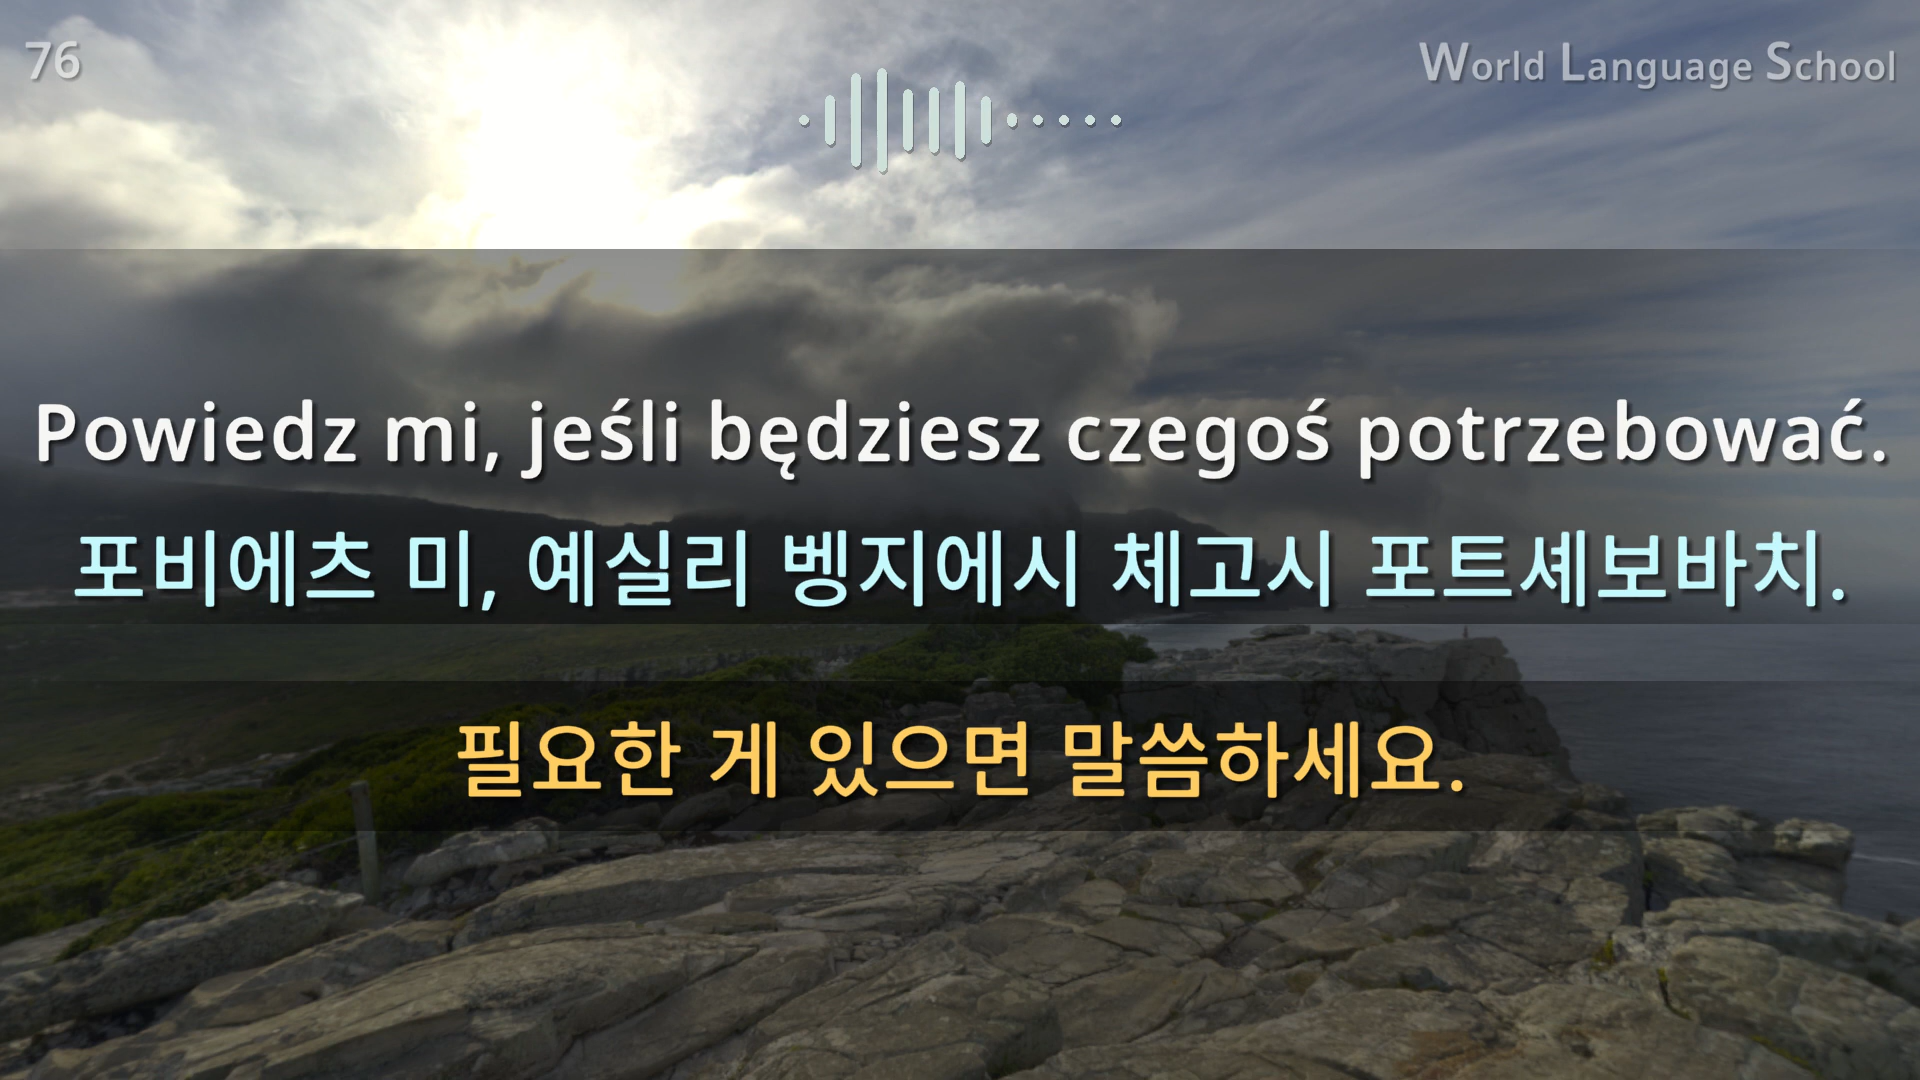 76
World Language School
Powiedz mi, jeśli będziesz czegoś potrzebować.
포비에츠 미, 예실리 벵지에시 체고시 포트셰보바치.
필요한 게 있으면 말씀하세요.